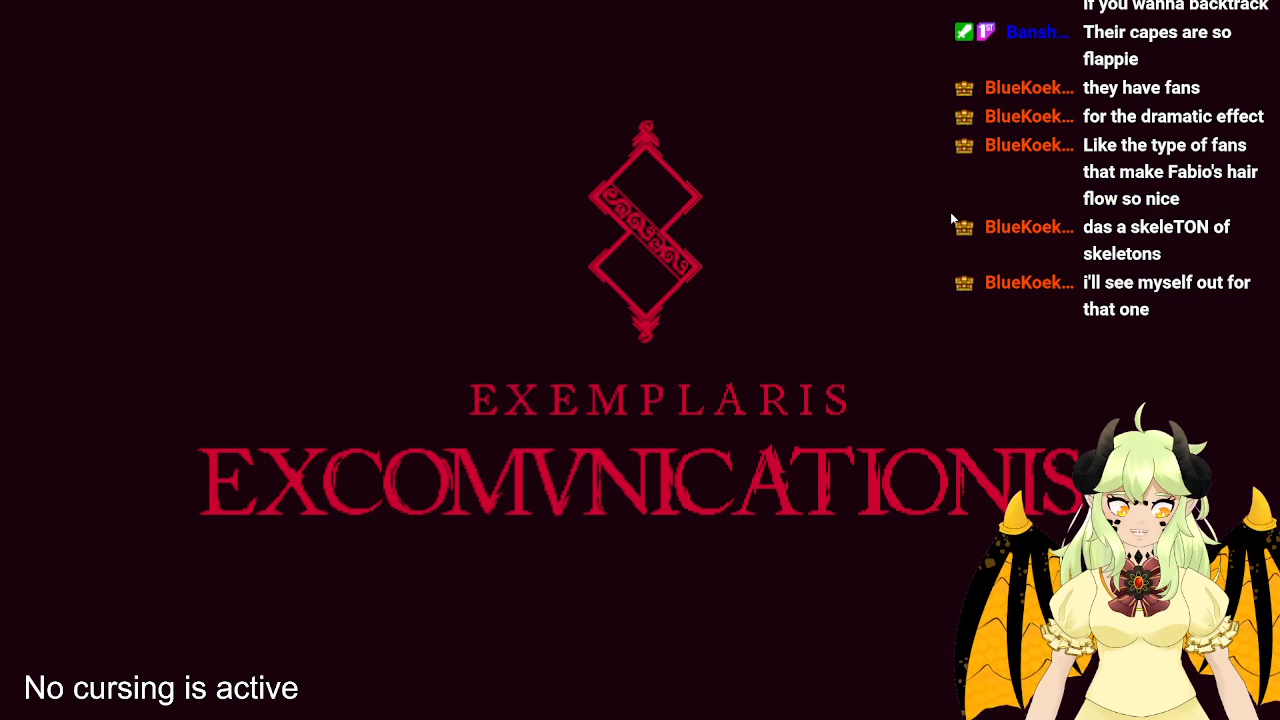 if you wanna backtrack
Bansh... Their capes are so
flappie
BlueKoek... they have fans
BlueKoek... for the dramatic effect
BlueKoek... Like the type of fans
that make Fabio's hair
flow so nice
BlueKoek... das a skeleTON of
skeletons
BlueKoek... i'll see myself out for
that one
EXEMPLARIS
EXCOMVNICATIONIS
No cursing is active